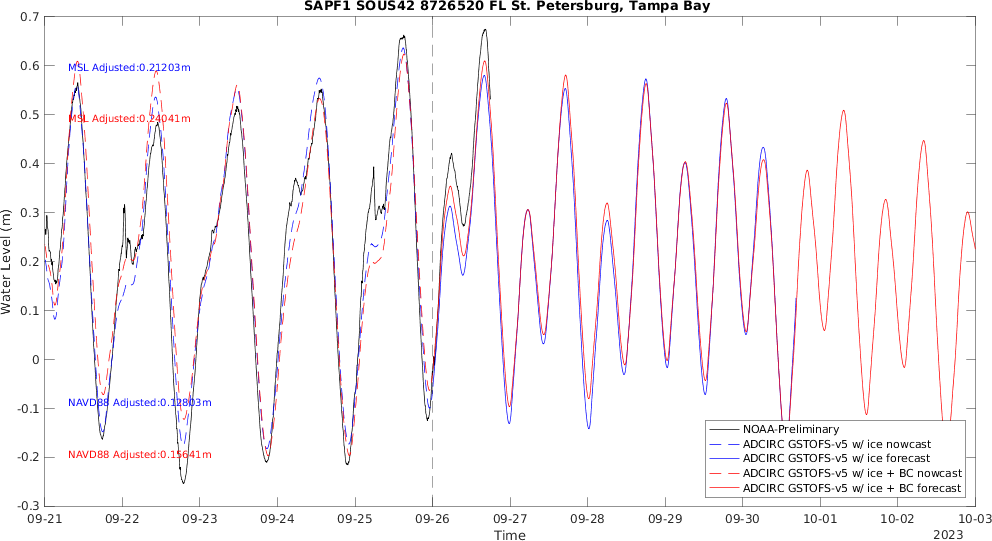 SAPF1 SOUS42 8726520 FL St. Petersburg, Tampa Bay
0.7
0.6
0.5
0.4
0.3
0.2
0.1
0
-0.1
-0.2
-0.3
Water Level (m)
MSL Adjusted:0.21203m
MSL Adjusted:0.24041m
NAVD88 Adjusted:0.12803m
NAVD88 Adjusted:0.15641m
NOAA-Preliminary
ADCIRC GSTOFS-v5 w/ ice nowcast
ADCIRC GSTOFS-v5 w/ ice forecast
ADCIRC GSTOFS-v5 w/ ice + BC nowcast
ADCIRC GSTOFS-v5 w/ ice + BC forecast
09-21 09-22 09-23 09-24 09-25 09-26 09-27 09-28 09-29 09-30 10-01 10-02 10-03
Time
2023